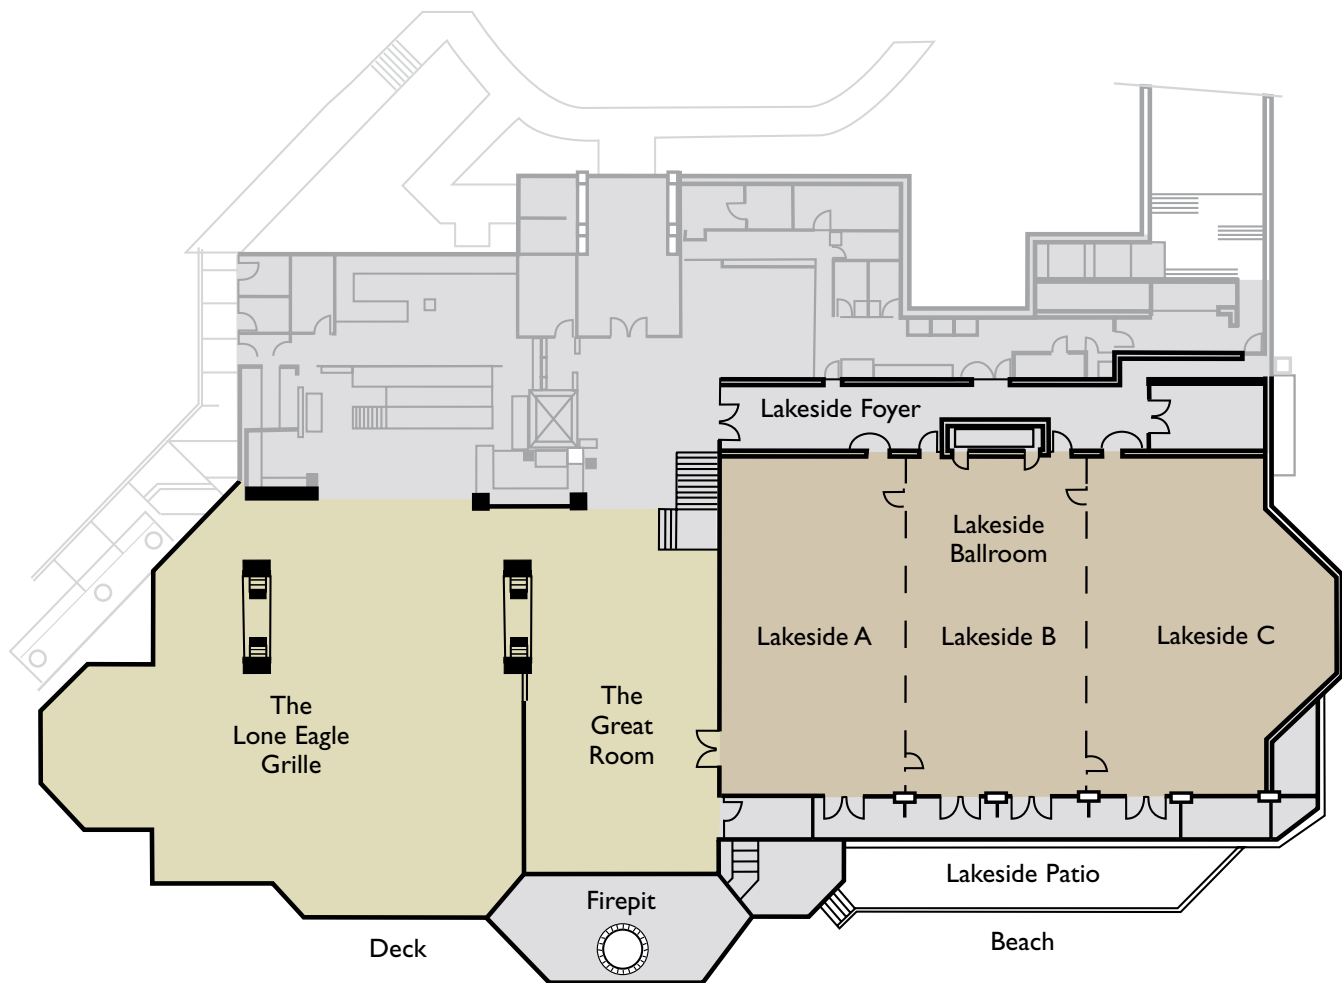 Lakeside Foyer
Lakeside
Ballroom
Lakeside A
Lakeside B
Lakeside C
The
Lone Eagle
Grille
The
Great
Room
Firepit
Lakeside Patio
Deck
Beach